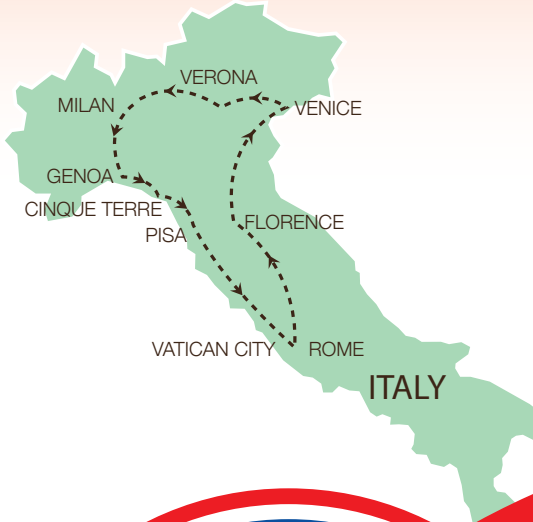 VERONA
MILAN
VENICE
GENOA
CINQUE TERRE
FLORENCE
PISA
VATICAN CITY
ROME
ITALY